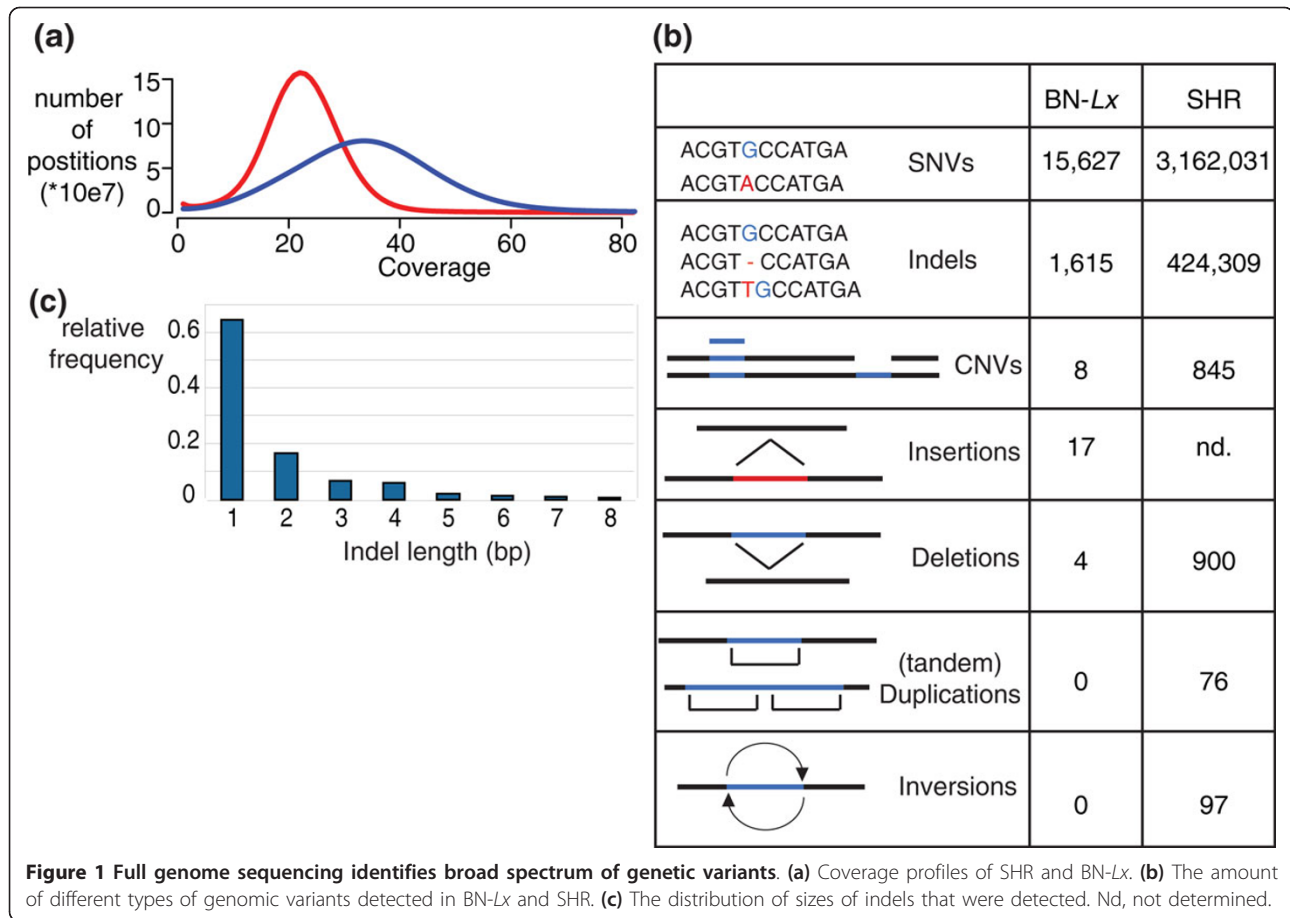 (a)
number
of
postitions
(*10e7)
15
10
5
0
0 20 40 60 80
Coverage
(b)
BN-Lx SHR
ACGTGCCATGA
ACGTACCATGA
SNVs 15,627 3,162,031
ACGTGCCATGA
ACGT - CCATGA
ACGTTGCCATGA
Indels 1,615 424,309
CNVs 8 845
Insertions 17 nd.
Deletions 4 900
(tandem)
Duplications 0 76
Inversions 0 97
(c)
relative
frequency
0.6
0.4
0.2
0
1 2 3 4 5 6 7 8
Indel length (bp)
Figure 1 Full genome sequencing identifies broad spectrum of genetic variants. (a) Coverage profiles of SHR and BN-Lx. (b) The amount
of different types of genomic variants detected in BN-Lx and SHR. (c) The distribution of sizes of indels that were detected. Nd, not determined.